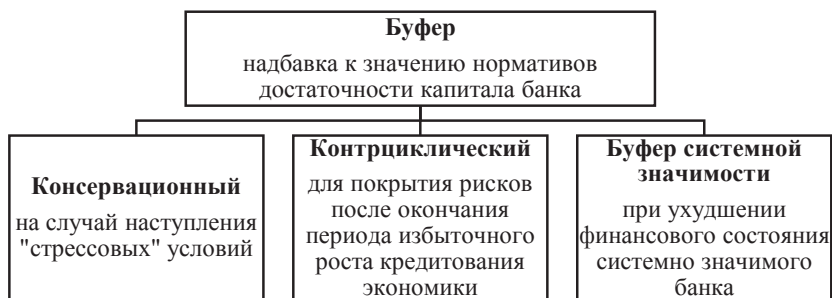 Буфер
надбавка к значению нормативов
достаточности капитала банка
Консервационный
на случай наступления
"стрессовых" условий
Контрциклический
для покрытия рисков
после окончания
периода избыточного
роста кредитования
экономики
Буфер системной
значимости
при ухудшении
финансового состояния
системно значимого
банка